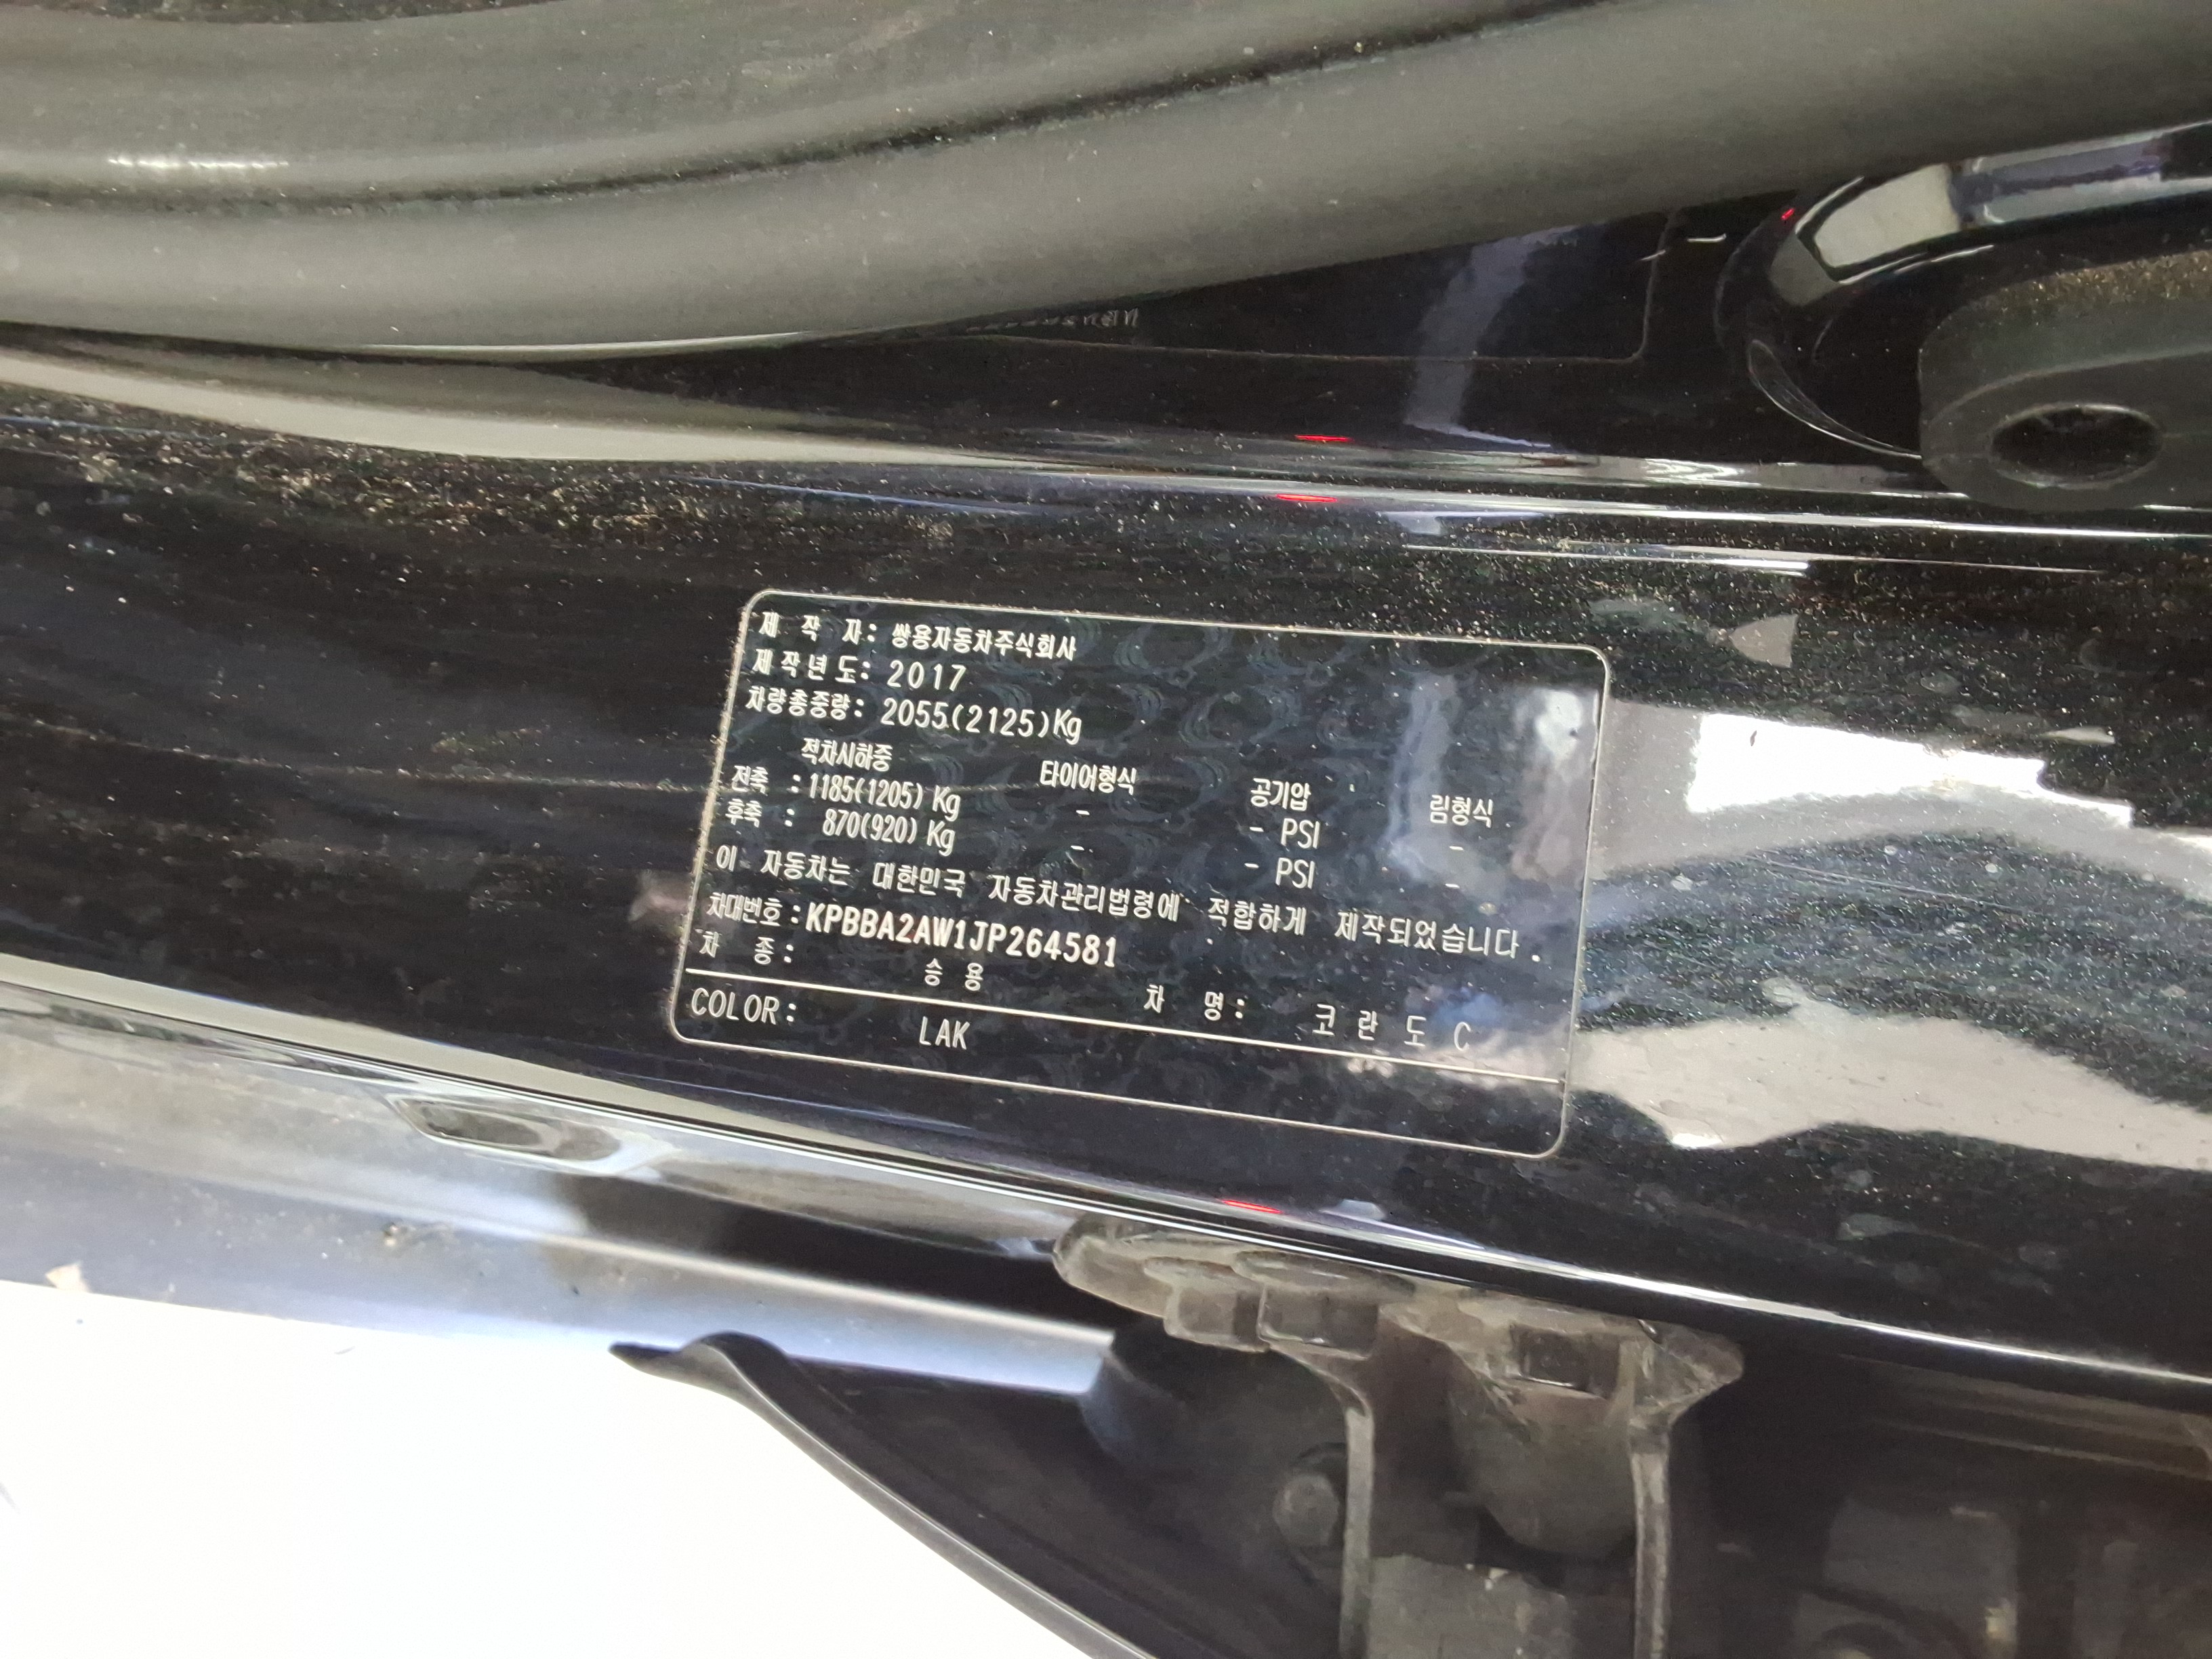 제 작 자: 쌍용자동차주식회사
제작년도: 2017
차량총중량: 2055(2125)Kg
적차시하중 타이어형식 공기압 림형식
전축 : 1185(1205) Kg - - PSI -
후축 : 870(920) Kg - - PSI -
이 자동차는 대한민국 자동차관리법령에 적합하게 제작되었습니다.
차대번호: KPBBA2AW1JP264581
차 종: 승 용 차 명: 코 란 도 C
COLOR: LAK